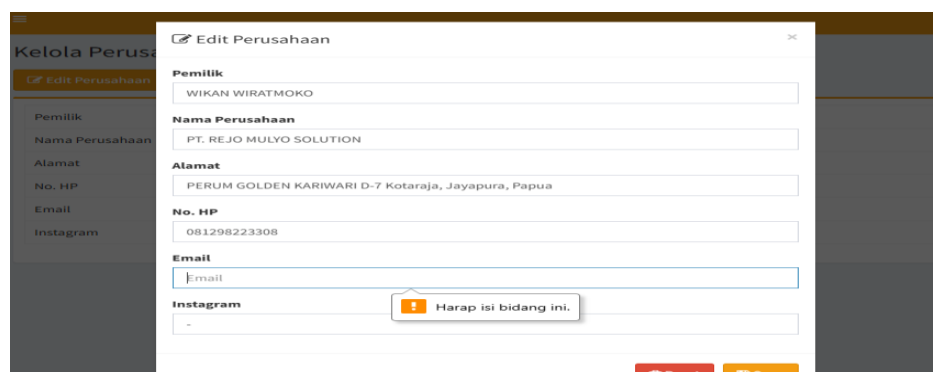 Edit Perusahaan ×
Kelola Perusa
Edit Perusahaan
Pemilik
WIKAN WIRATMOKO
Nama Perusahaan
PT. REJO MULYO SOLUTION
Alamat
PERUM GOLDEN KARIWARI D-7 Kotaraja, Jayapura, Papua
No. HP
081298223308
Email
Email
Harap isi bidang ini.
Instagram
-
Pemilik
Nama Perusahaan
Alamat
No. HP
Email
Instagram